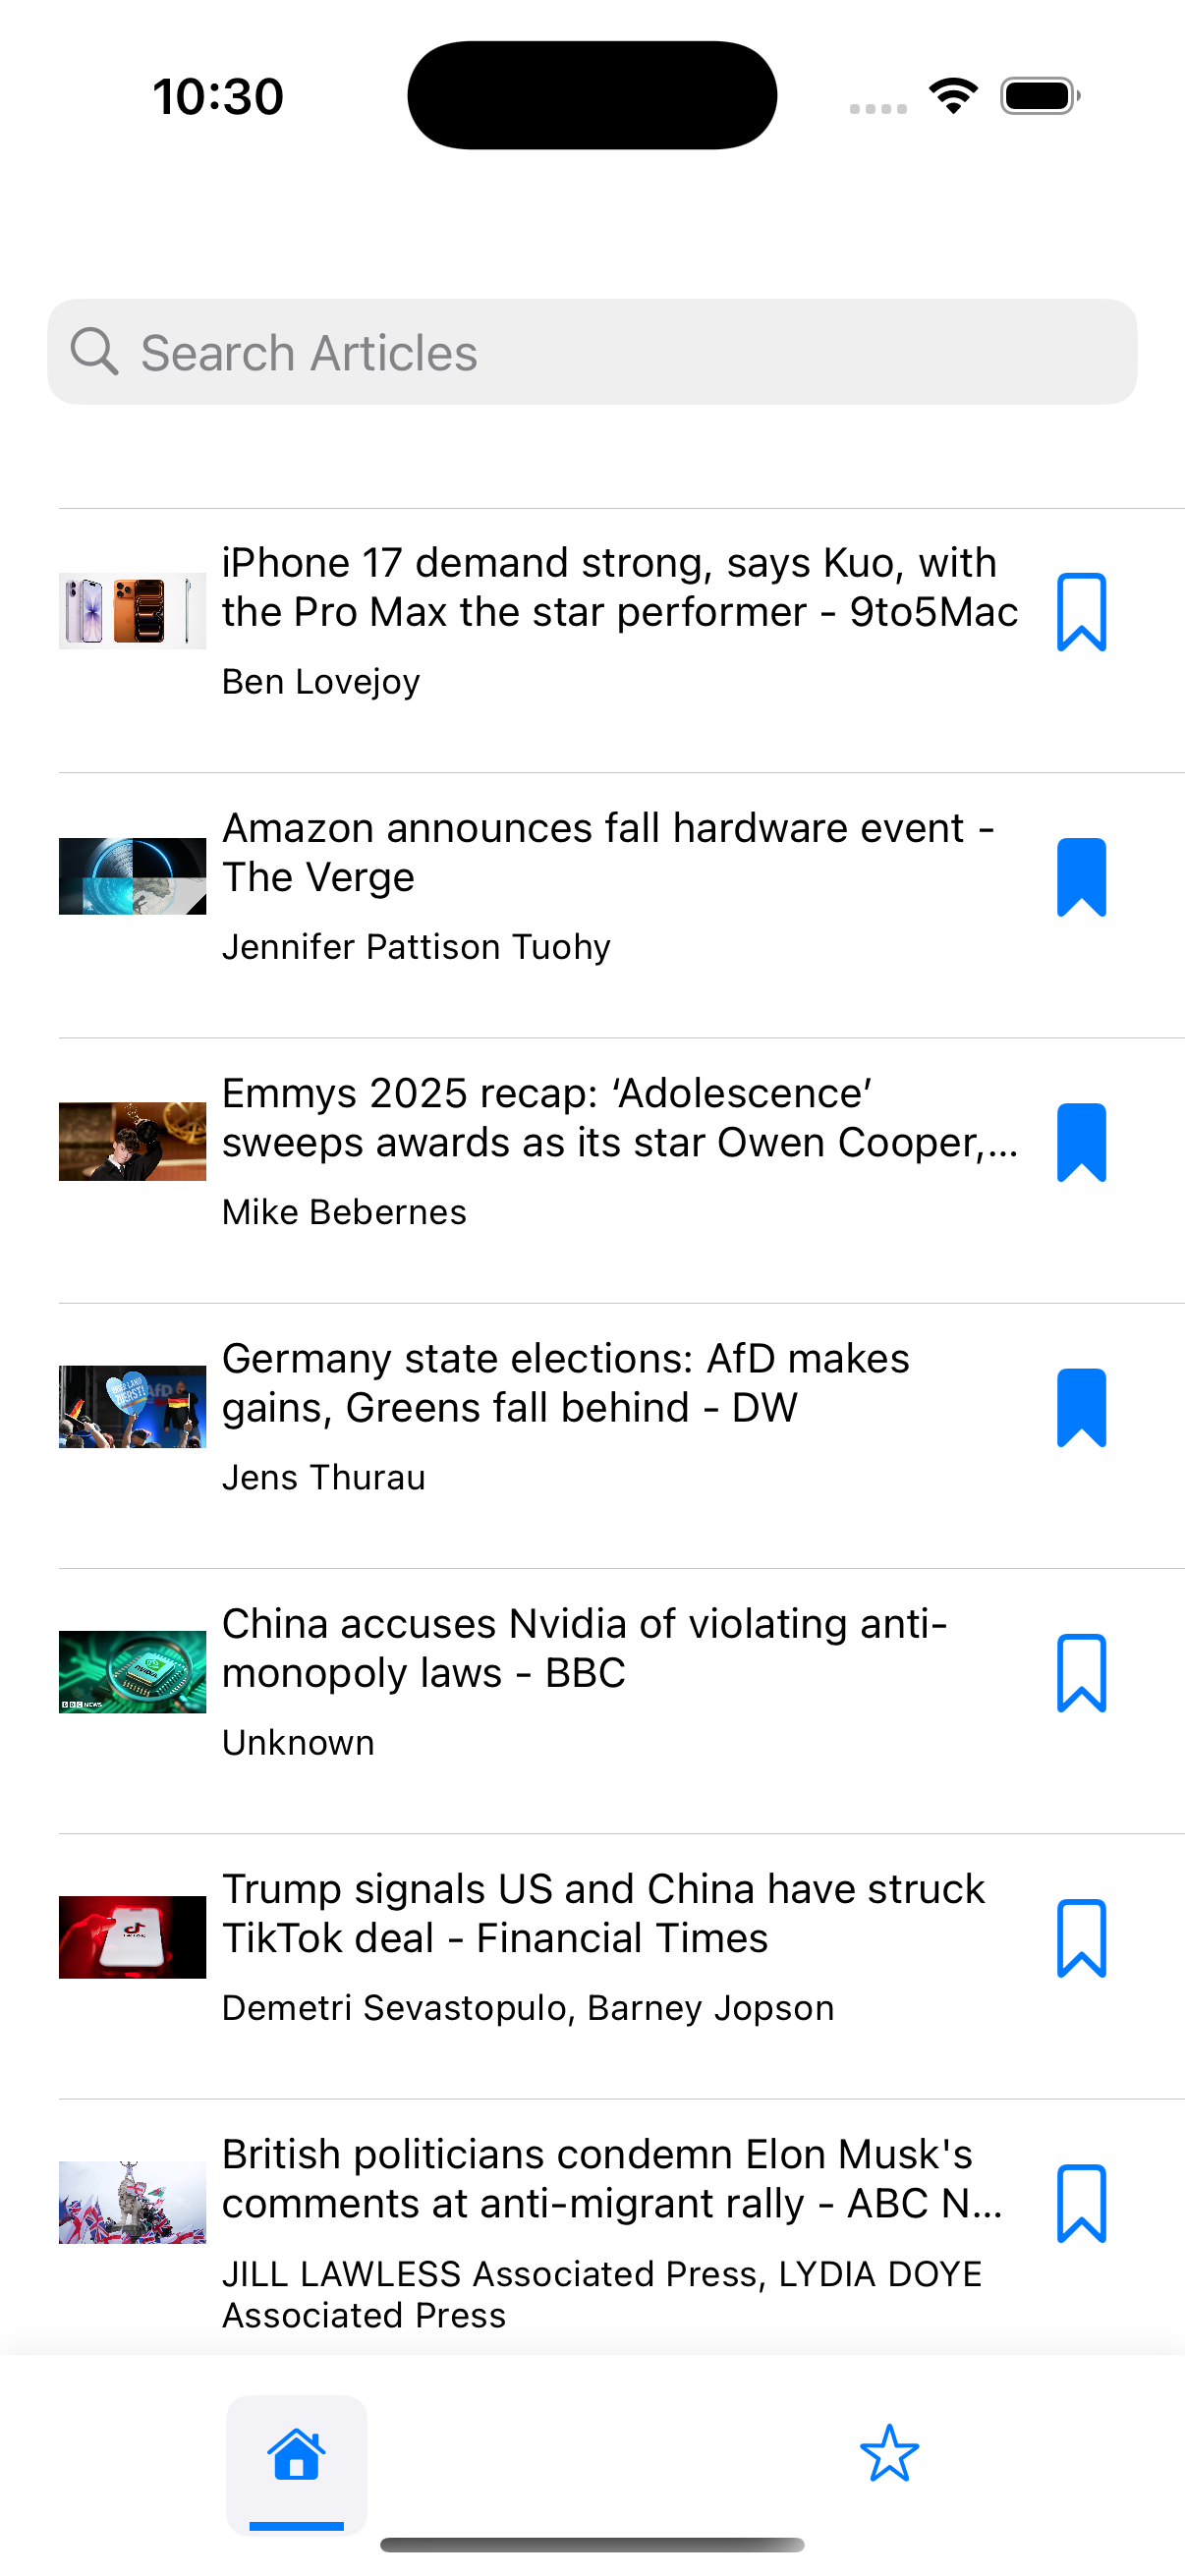 10:30
Search Articles
iPhone 17 demand strong, says Kuo, with
the Pro Max the star performer - 9to5Mac
Ben Lovejoy
Amazon announces fall hardware event -
The Verge
Jennifer Pattison Tuohy
Emmys 2025 recap: ‘Adolescence’
sweeps awards as its star Owen Cooper,...
Mike Bebernes
Germany state elections: AfD makes
gains, Greens fall behind - DW
Jens Thurau
China accuses Nvidia of violating anti-
monopoly laws - BBC
BBC NEWS
Unknown
Trump signals US and China have struck
TikTok deal - Financial Times
Demetri Sevastopulo, Barney Jopson
British politicians condemn Elon Musk's
comments at anti-migrant rally - ABC N...
JILL LAWLESS Associated Press, LYDIA DOYE
Associated Press